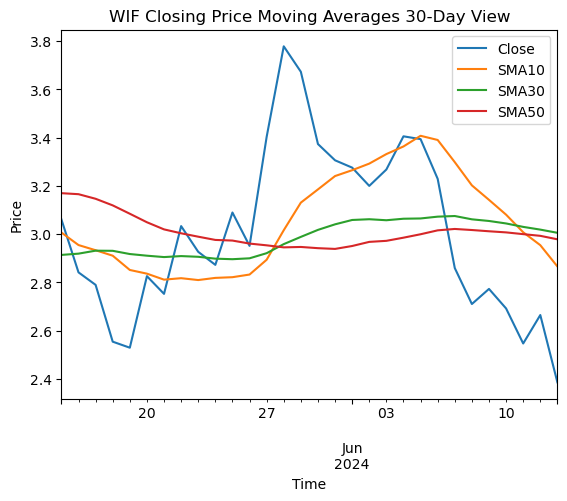 WIF Closing Price Moving Averages 30-Day View
3.8
3.6
3.4
3.2
3.0
2.8
2.6
2.4
Price
Close
SMA10
SMA30
SMA50
20
27
03
10
Jun
2024
Time